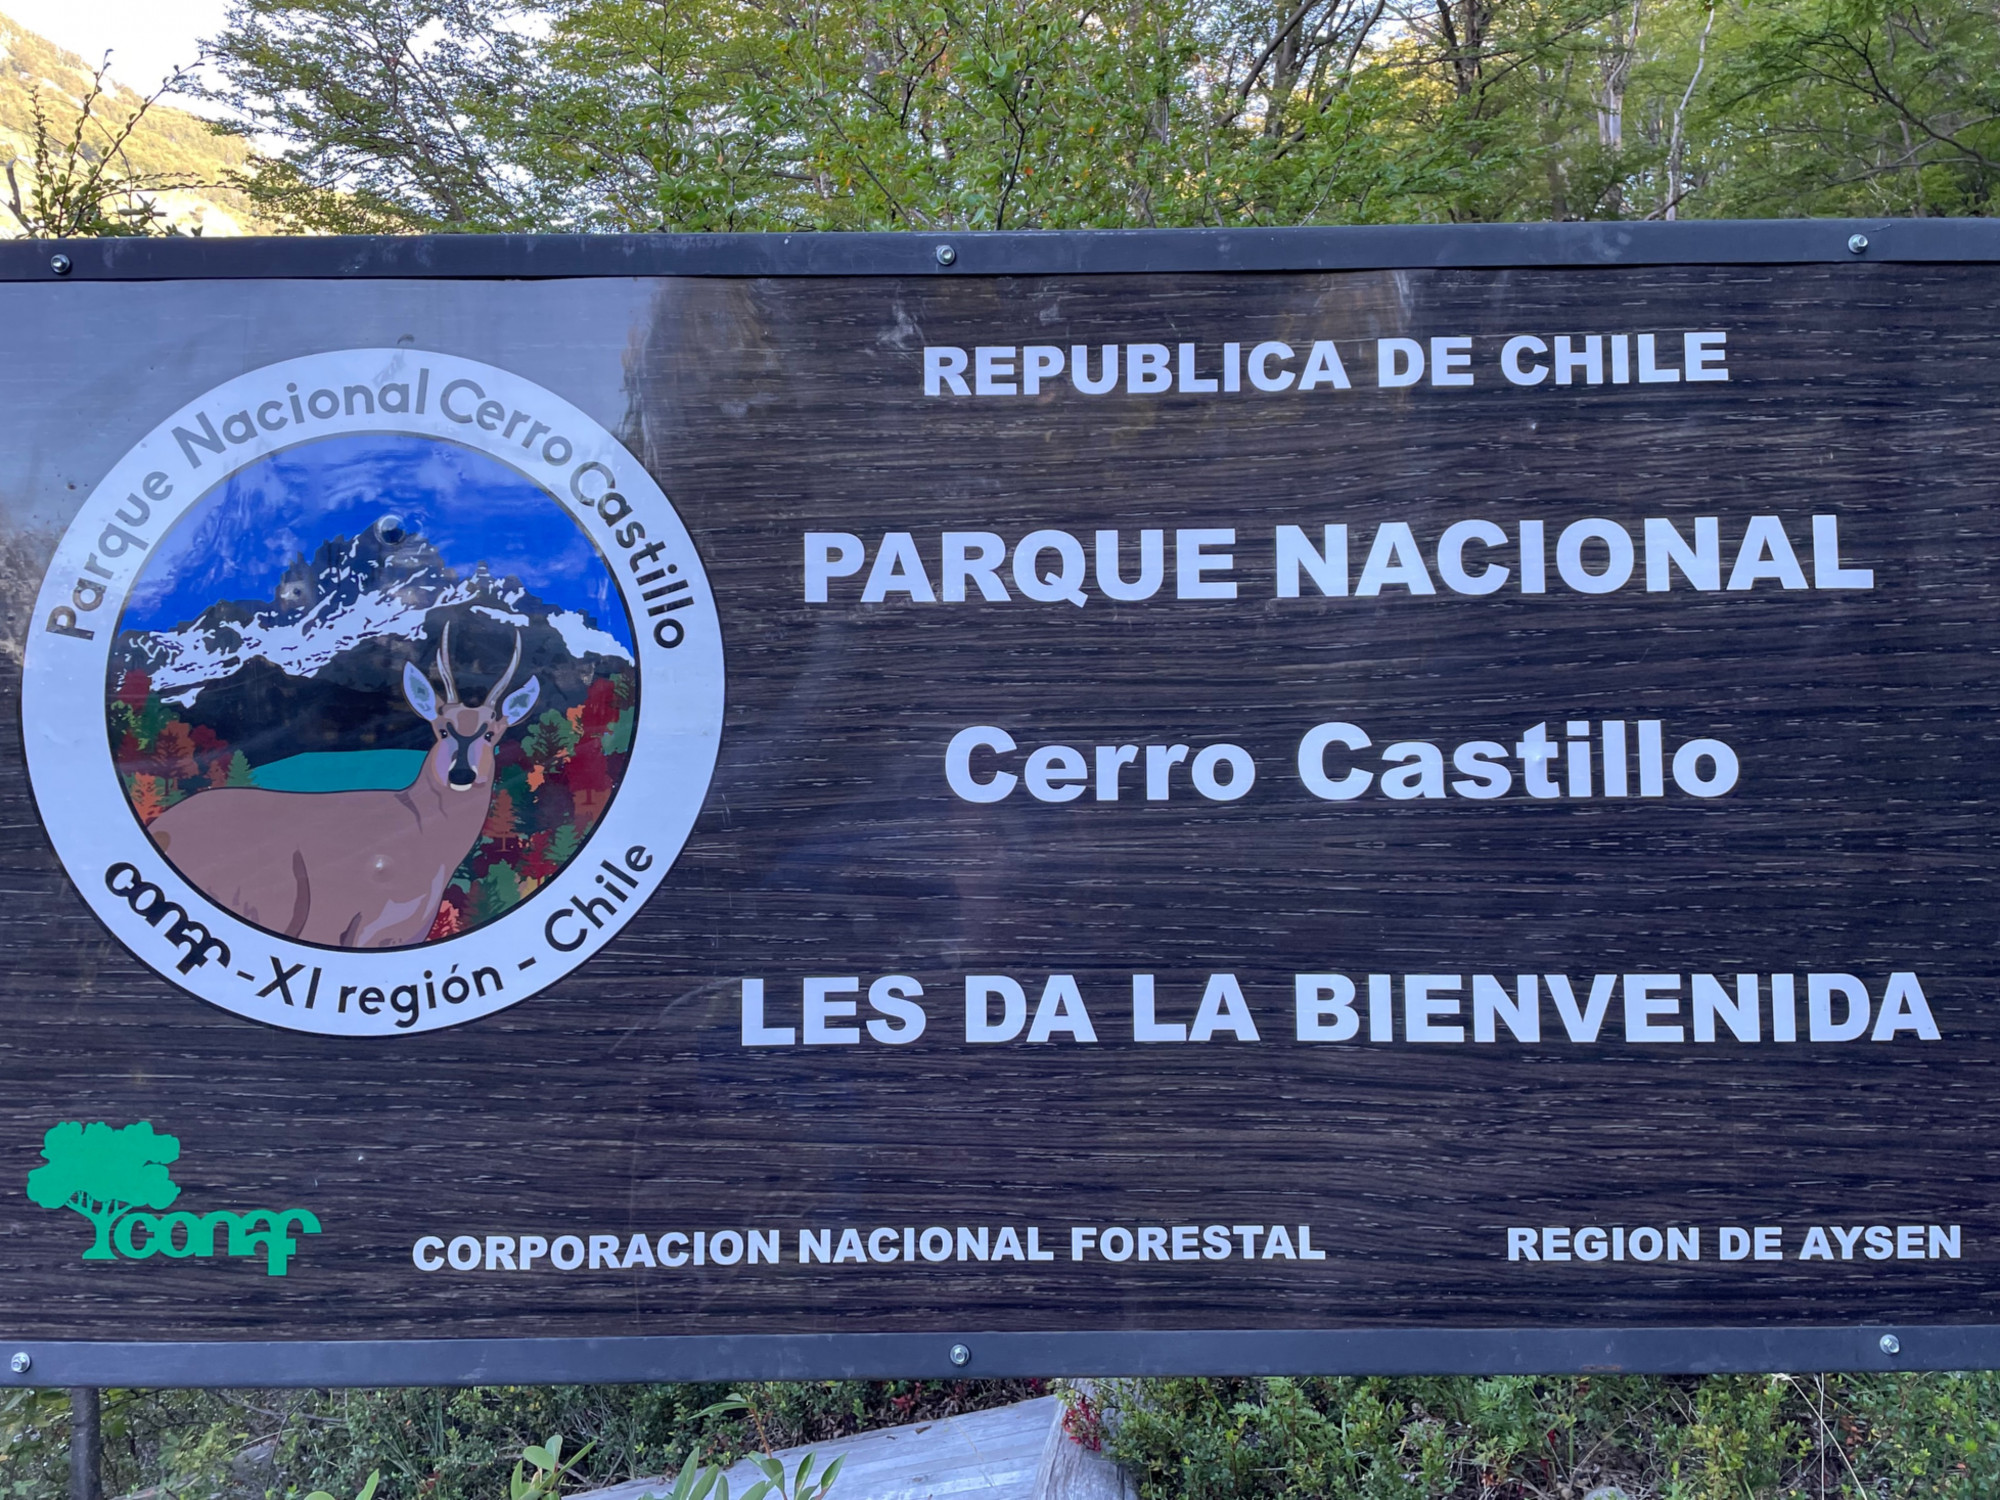 Parque Nacional Cerro Castillo
conaf - XI región - Chile
REPUBLICA DE CHILE
PARQUE NACIONAL
Cerro Castillo
LES DA LA BIENVENIDA
conaf
CORPORACION NACIONAL FORESTAL
REGION DE AYSEN